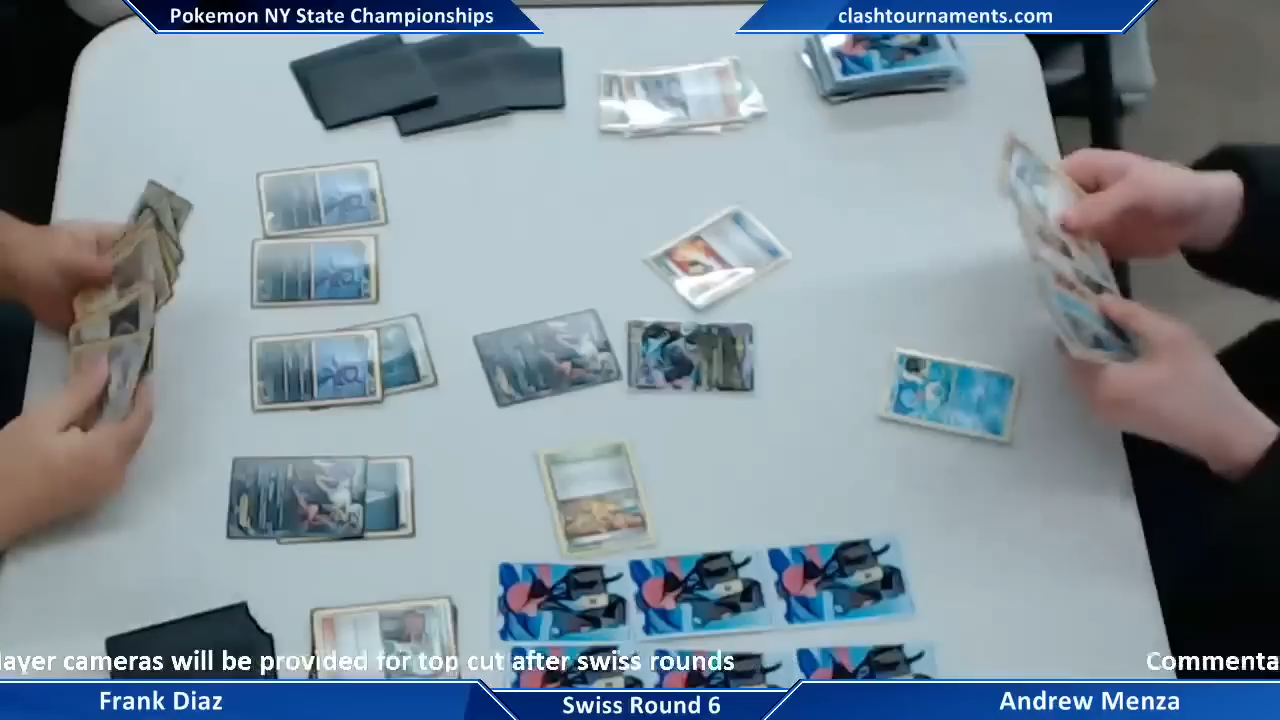 Pokemon NY State Championships
clashtournaments.com
layer cameras will be provided for top cut after swiss rounds
Commenta
Frank Diaz
Swiss Round 6
Andrew Menza